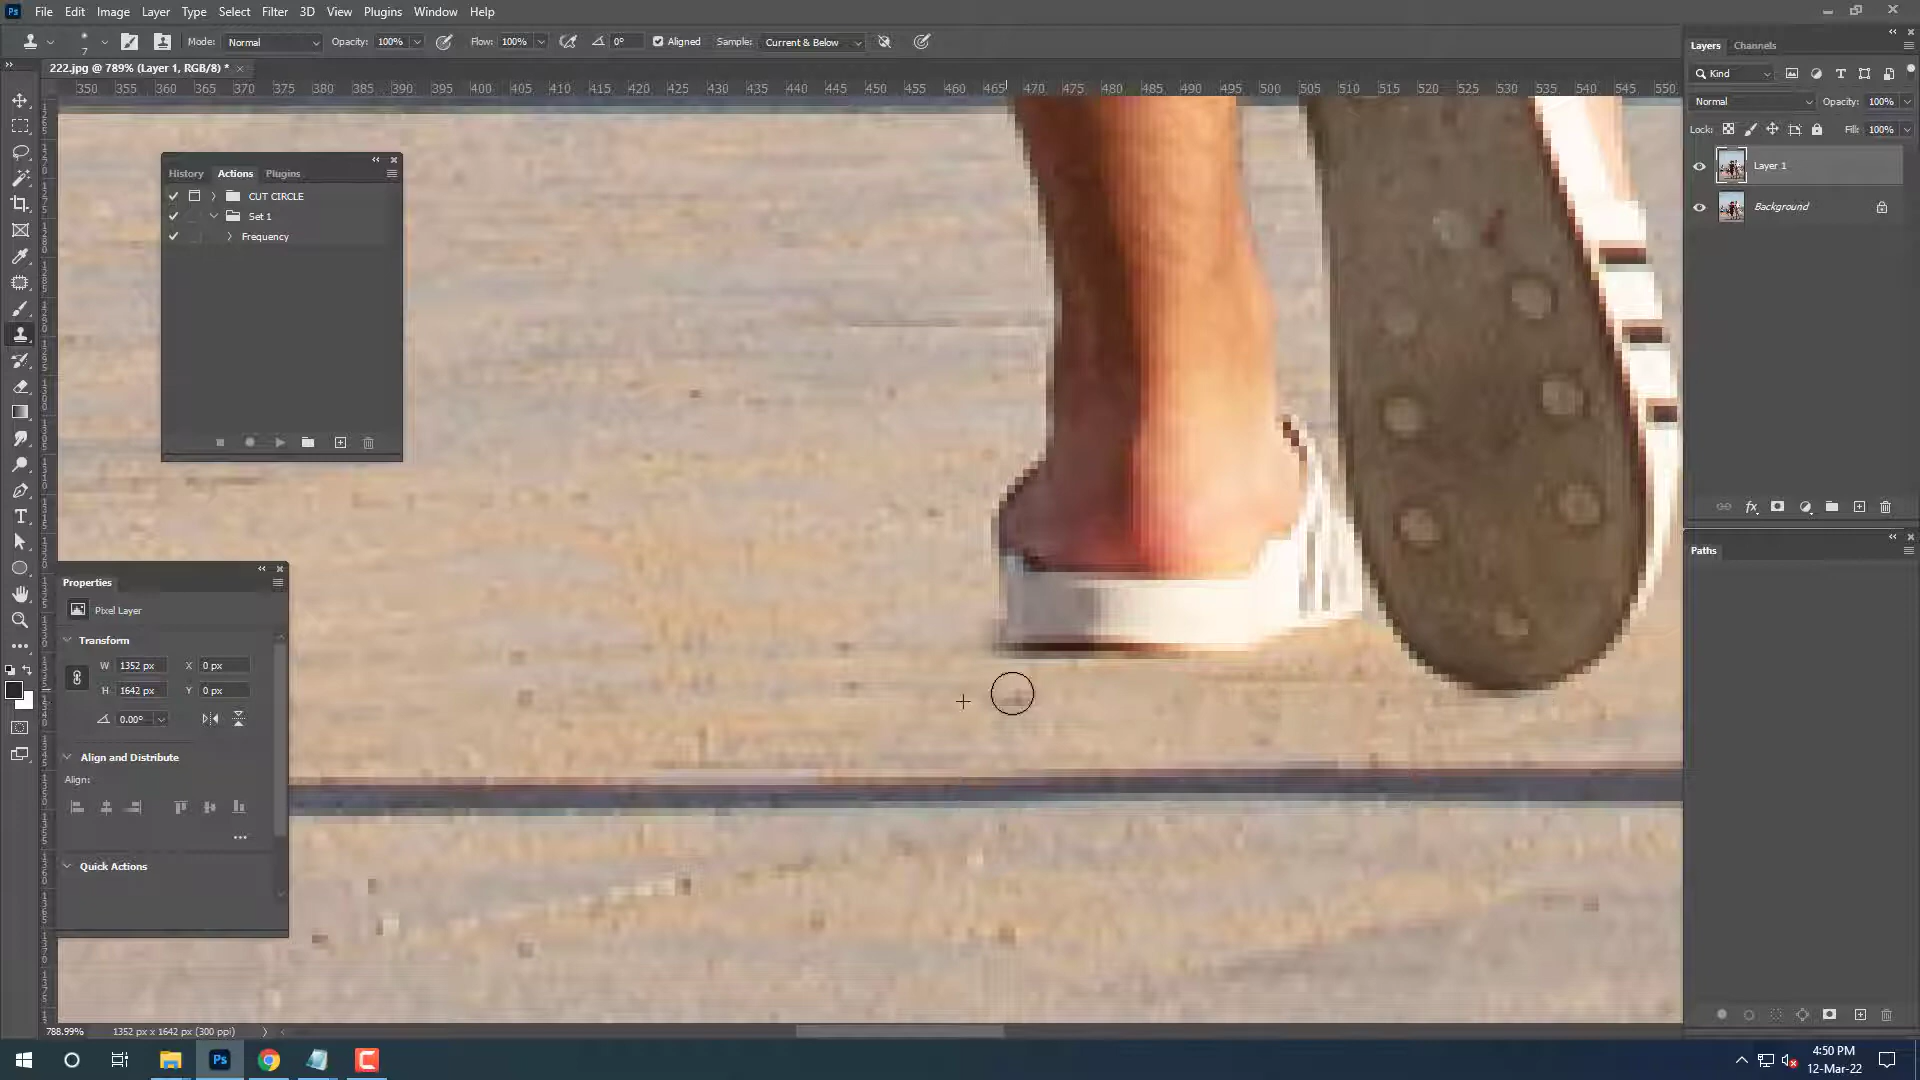 Ps File Edit Image Layer Type Select Filter 3D View Plugins Window Help
7 Mode: Normal Opacity: 100% Flow: 100% 0° Aligned Sample: Current & Below
222.jpg @ 789% (Layer 1, RGB/8) *
350 355 360 365 370 375 380 385 390 395 400 405 410 415 420 425 430 435 440 445 450 455 460 465 470 475 480 485 490 495 500 505 510 515 520 525 530 535 540 545 550
Layers Channels
Kind
Normal Opacity: 100%
Lock: Fill: 100%
Layer 1
Background
History Actions Plugins
CUT CIRCLE
Set 1
Frequency
Paths
Properties
Pixel Layer
Transform
W 1352 px X 0 px
H 1642 px Y 0 px
0.00°
Align and Distribute
Align:
Quick Actions
788.99% 1352 px x 1642 px (300 ppi)
Ps
4:50 PM
12-Mar-22